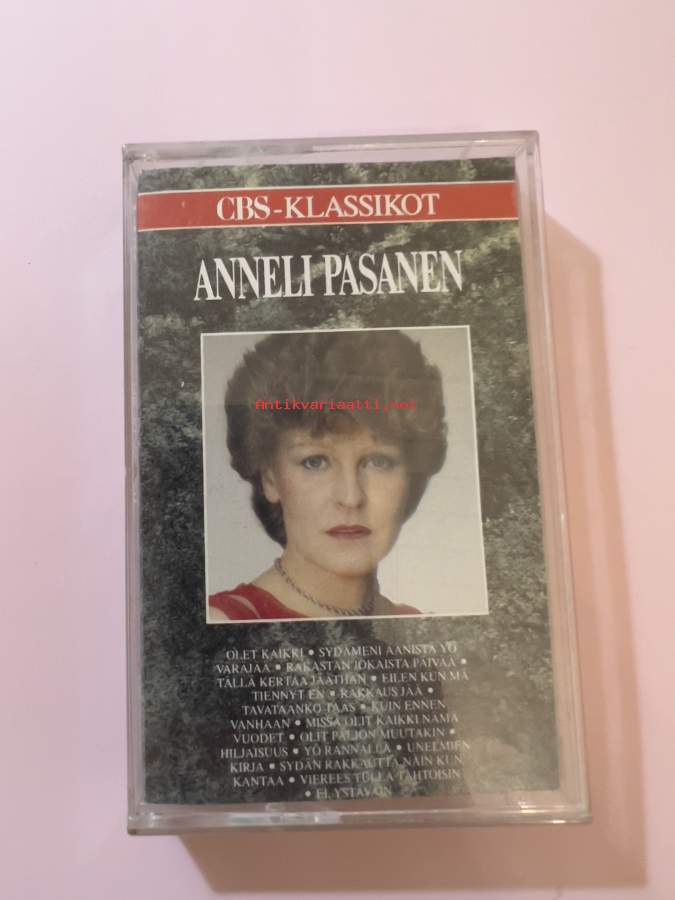 CBS-KLASSIKOT
ANNELI PASANEN
Antikvariaatti.net
OLET KAIKKI • SYDÄMENI ÄÄNISTÄ YÖ
VARAJAA • RAKASTAN JOKAISTA PÄIVÄÄ •
TÄLLÄ KERTAA JÄÄTHÄN • EILEN KUN MÄ
TIENNYT EN • RAKKAUS JÄÄ •
TAVATAANKO TAAS • KUIN ENNEN
VANHAAN • MISSÄ OLIT KAIKKI NÄMÄ
VUODET • OLIT PALJON MUUTAKIN •
HILJAISUUS • YÖ RANNALLA • UNELMIEN
KIRJA • SYDÄN RAKKAUTTA NÄIN KUN
KANTAA • VIEREES TULLA TAHTOISIN
• EI, YSTÄVÄIN